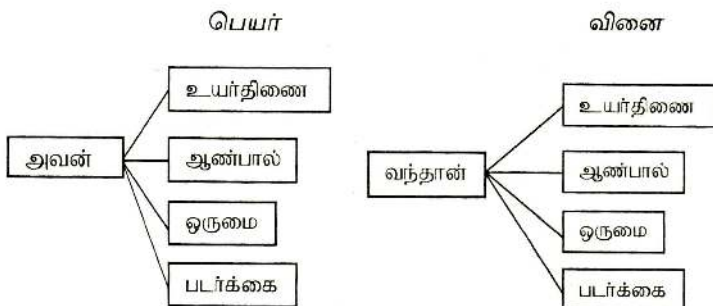 பெயர்
உயர்திணை
அவன்
ஆண்பால்
ஒருமை
படர்க்கை
வினை
உயர்திணை
வந்தான்
ஆண்பால்
ஒருமை
படர்க்கை